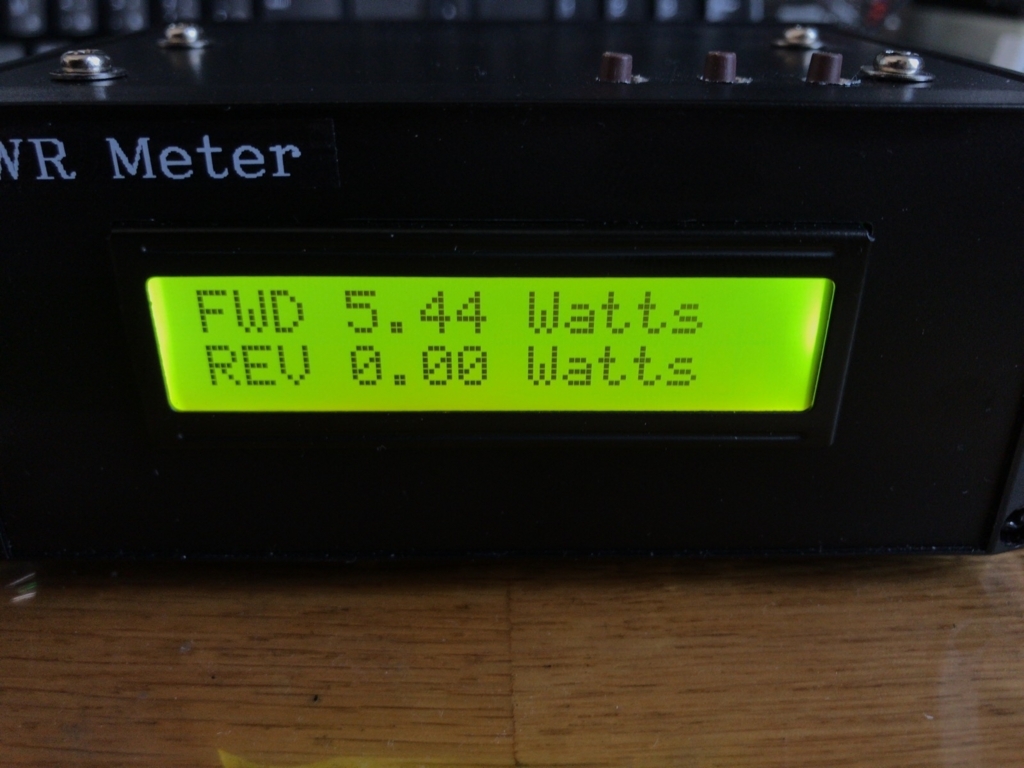 WR Meter
FWD 5.44 Watts
REV 0.00 Watts